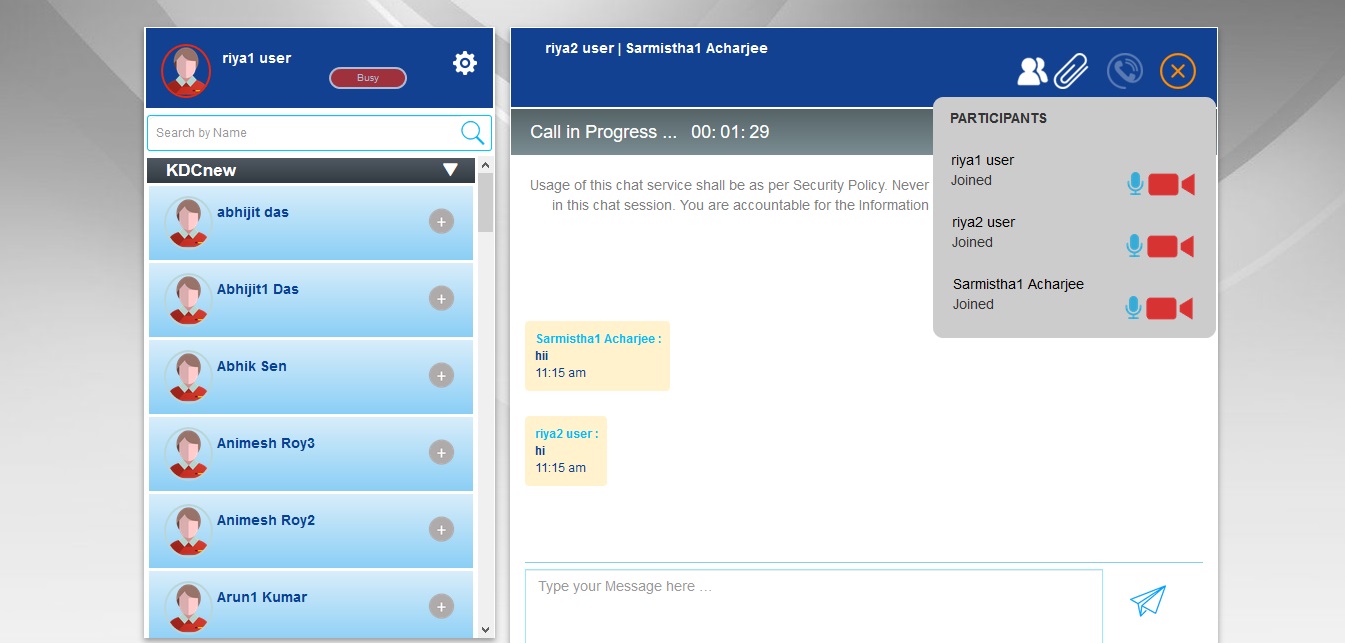 riya1 user
Busy
Search by Name
KDCnew
abhijit das
Abhijit1 Das
Abhik Sen
Animesh Roy3
Animesh Roy2
Arun1 Kumar
riya2 user | Sarmistha1 Acharjee
Call in Progress ... 00: 01: 29
Usage of this chat service shall be as per Security Policy. Never
in this chat session. You are accountable for the Information
Sarmistha1 Acharjee :
hii
11:15 am
riya2 user :
hi
11:15 am
Type your Message here ...
PARTICIPANTS
riya1 user
Joined
riya2 user
Joined
Sarmistha1 Acharjee
Joined